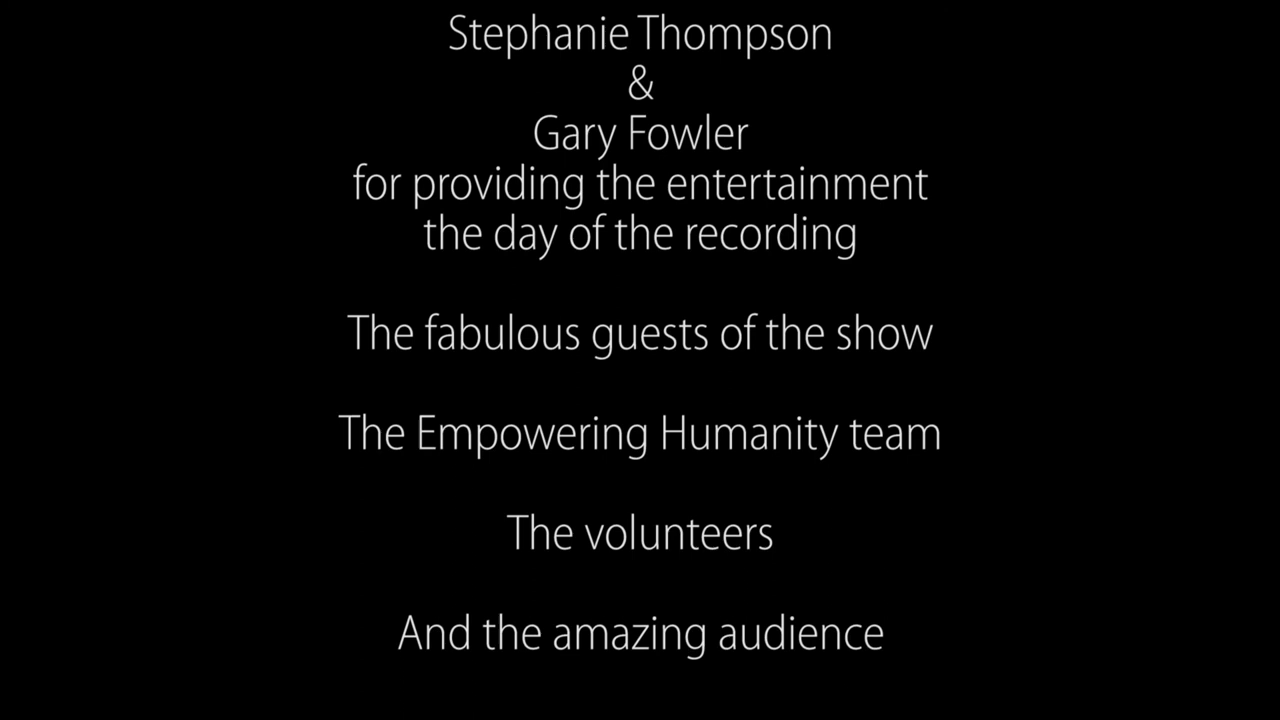 Stephanie Thompson
&
Gary Fowler
for providing the entertainment
the day of the recording
The fabulous guests of the show
The Empowering Humanity team
The volunteers
And the amazing audience